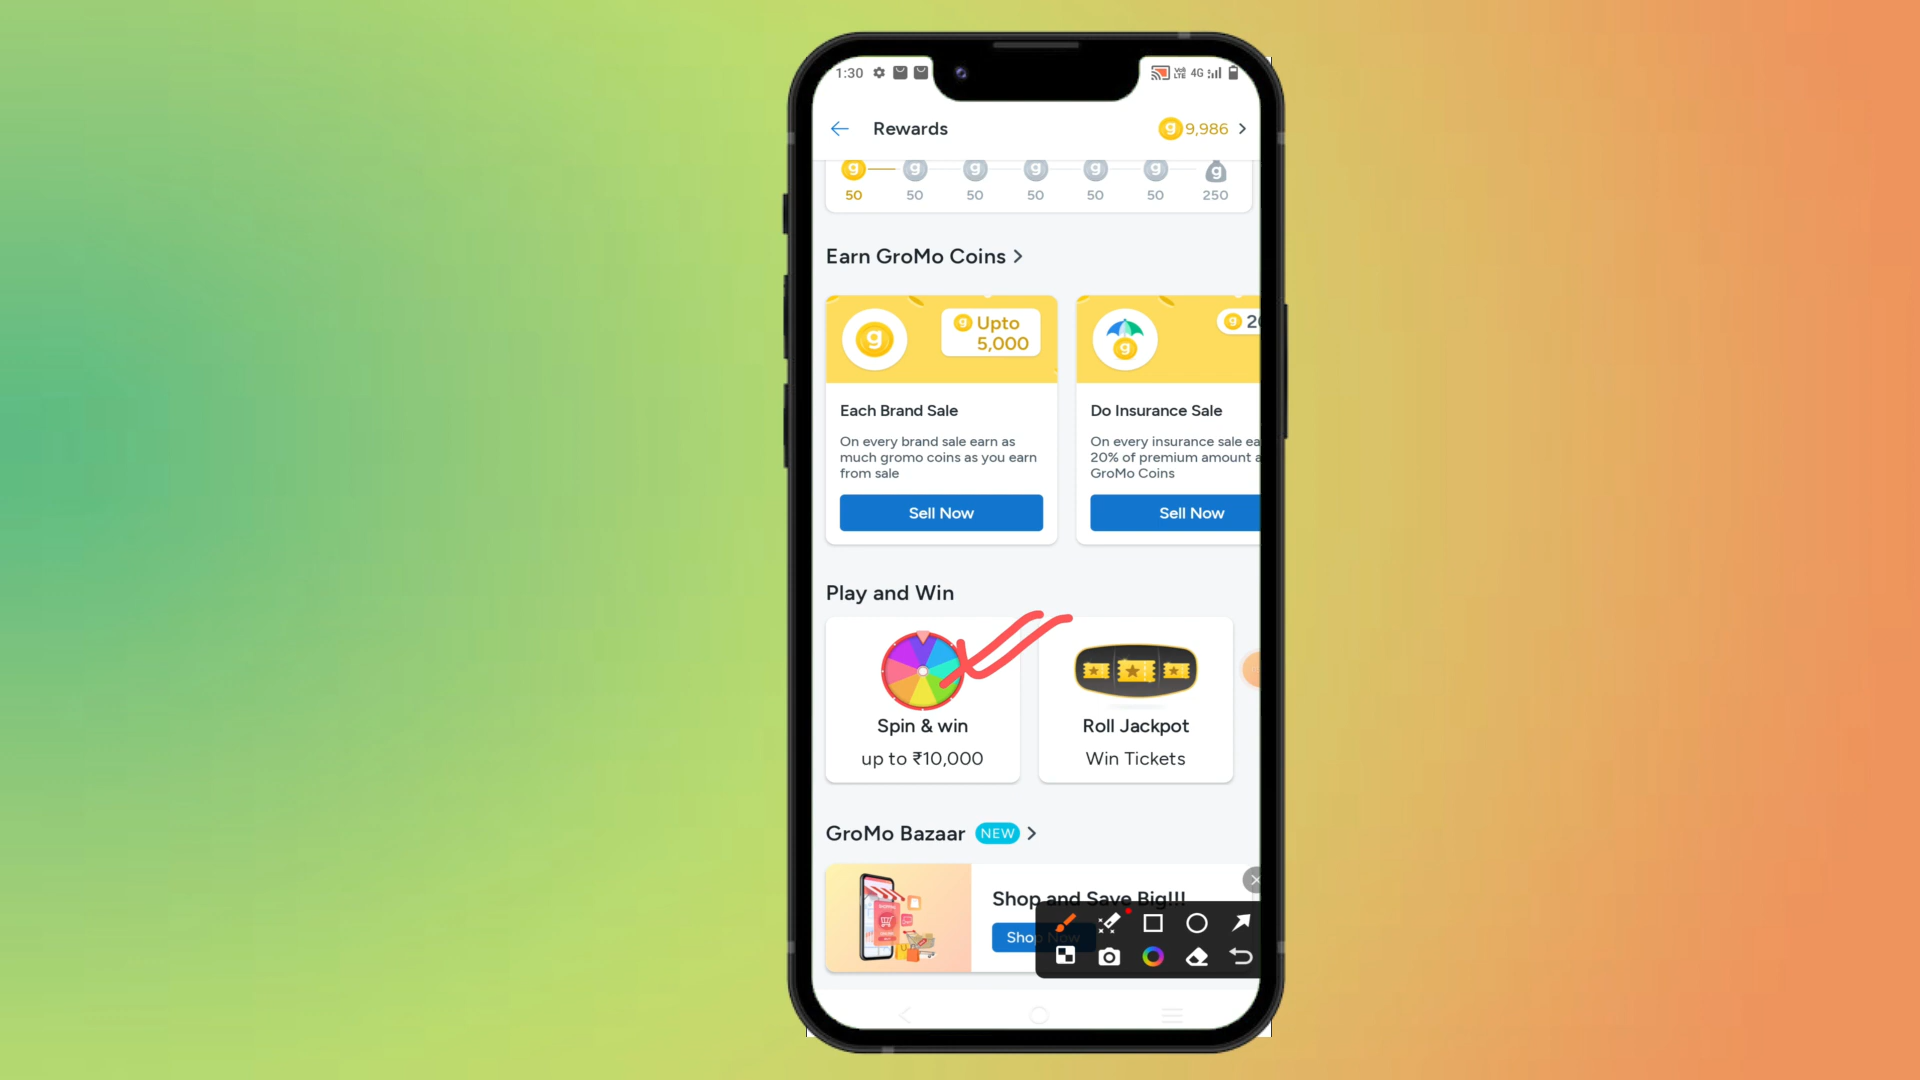 1:30
4G
Rewards
9,986
50 50 50 50 50 50 250
Earn GroMo Coins
Upto
5,000
Each Brand Sale
On every brand sale earn as
much gromo coins as you earn
from sale
Sell Now
Do Insurance Sale
On every insurance sale ea
20% of premium amount a
GroMo Coins
Sell Now
Play and Win
Spin & win
up to ₹10,000
Roll Jackpot
Win Tickets
GroMo Bazaar NEW
Shop and Save Big!!!
Shop Now